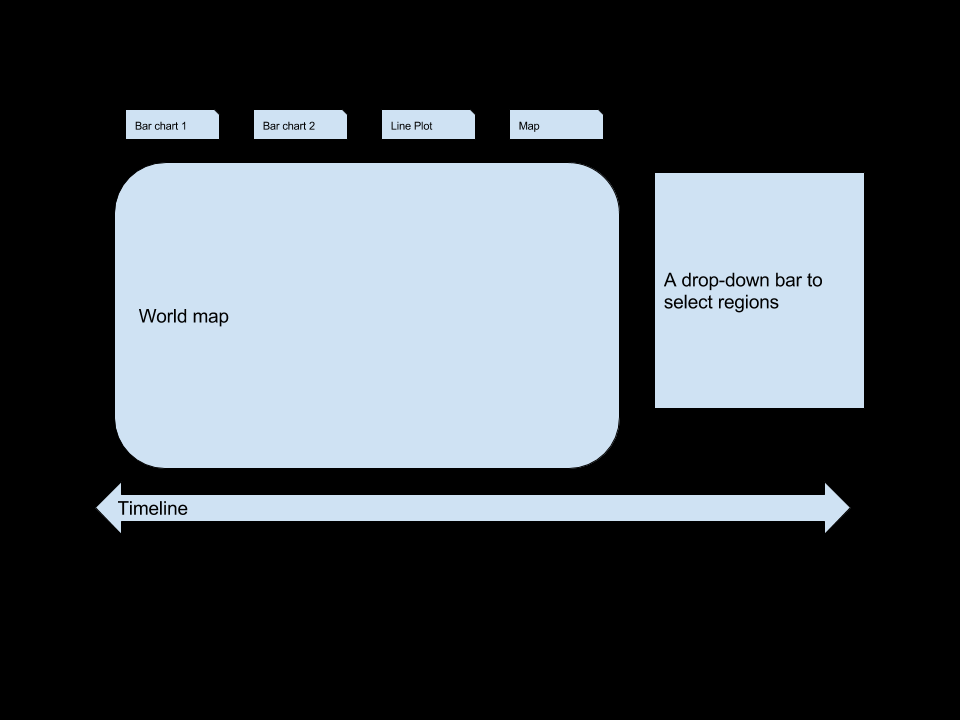 Bar chart 1
Bar chart 2
Line Plot
Map
World map
A drop-down bar to
select regions
Timeline